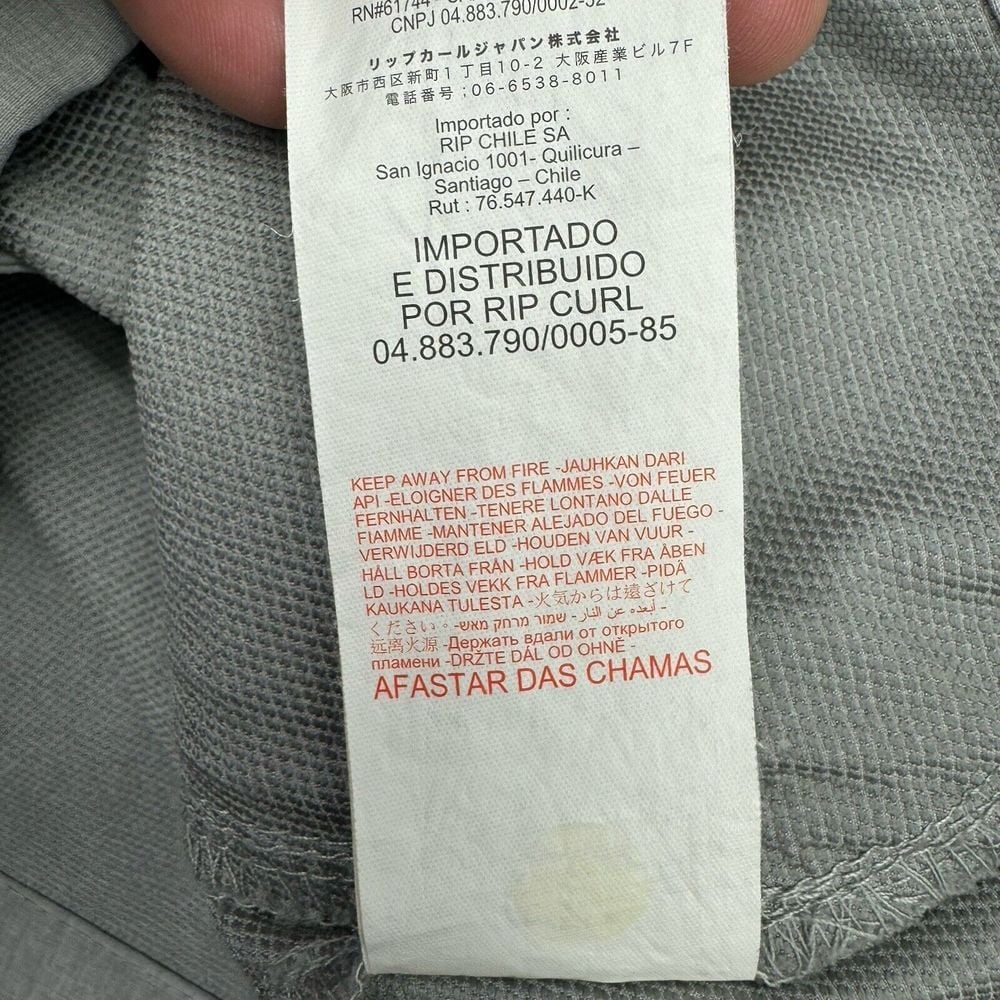 RN#61744
CNPJ 04.883.790/0002-32
リップカールジャパン株式会社
大阪市西区新町1丁目10-2 大阪産業ビル7F
電話番号;06-6538-8011
Importado por :
RIP CHILE SA
San Ignacio 1001- Quilicura –
Santiago – Chile
Rut : 76.547.440-K
IMPORTADO
E DISTRIBUIDO
POR RIP CURL
04.883.790/0005-85
KEEP AWAY FROM FIRE -JAUHKAN DARI
API -ELOIGNER DES FLAMMES -VON FEUER
FERNHALTEN -TENERE LONTANO DALLE
FIAMME -MANTENER ALEJADO DEL FUEGO -
VERWIJDERD ELD -HOUDEN VAN VUUR -
HÅLL BORTA FRÅN -HOLD VÆK FRA ÅBEN
LD -HOLDES VEKK FRA FLAMMER -PIDÄ
KAUKANA TULESTA -火気からは遠ざけて
ください。-שמור מרחק מאש -أبعده عن النار -
远离火源 -Держать вдали от открытого
пламени -DRŽTE DÁL OD OHNĚ -
AFASTAR DAS CHAMAS